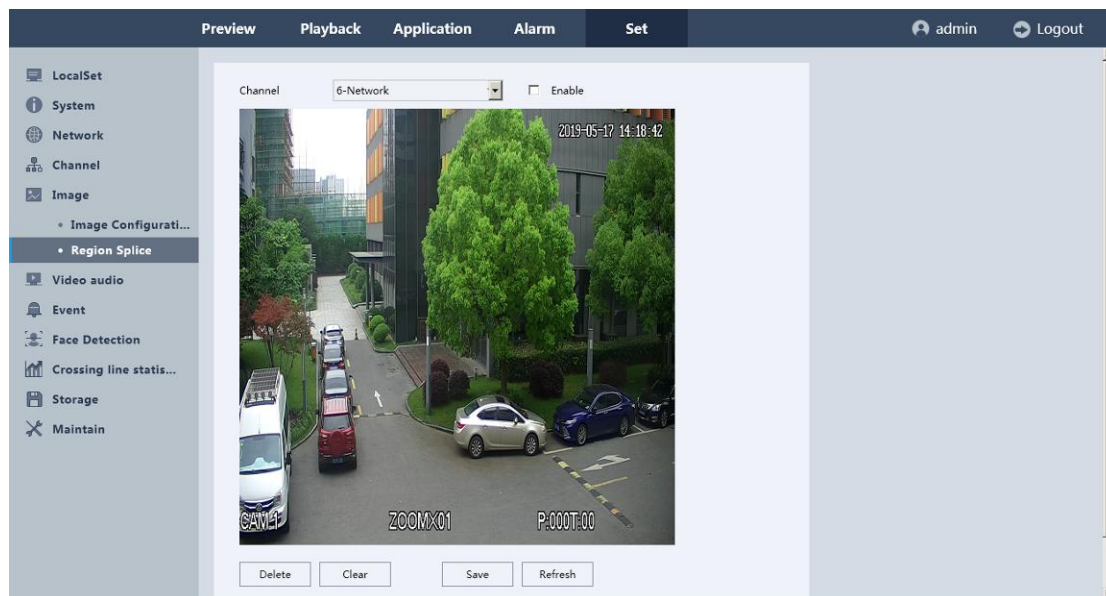 Preview Playback Application Alarm Set admin Logout
LocalSet
System
Network
Channel
Image
Image Configurati...
Region Splice
Video audio
Event
Face Detection
Crossing line statis...
Storage
Maintain
Channel 6-Network Enable
2019-05-17 14:18:42
CAM 1 ZOOMX01 P:000T:00
Delete Clear Save Refresh